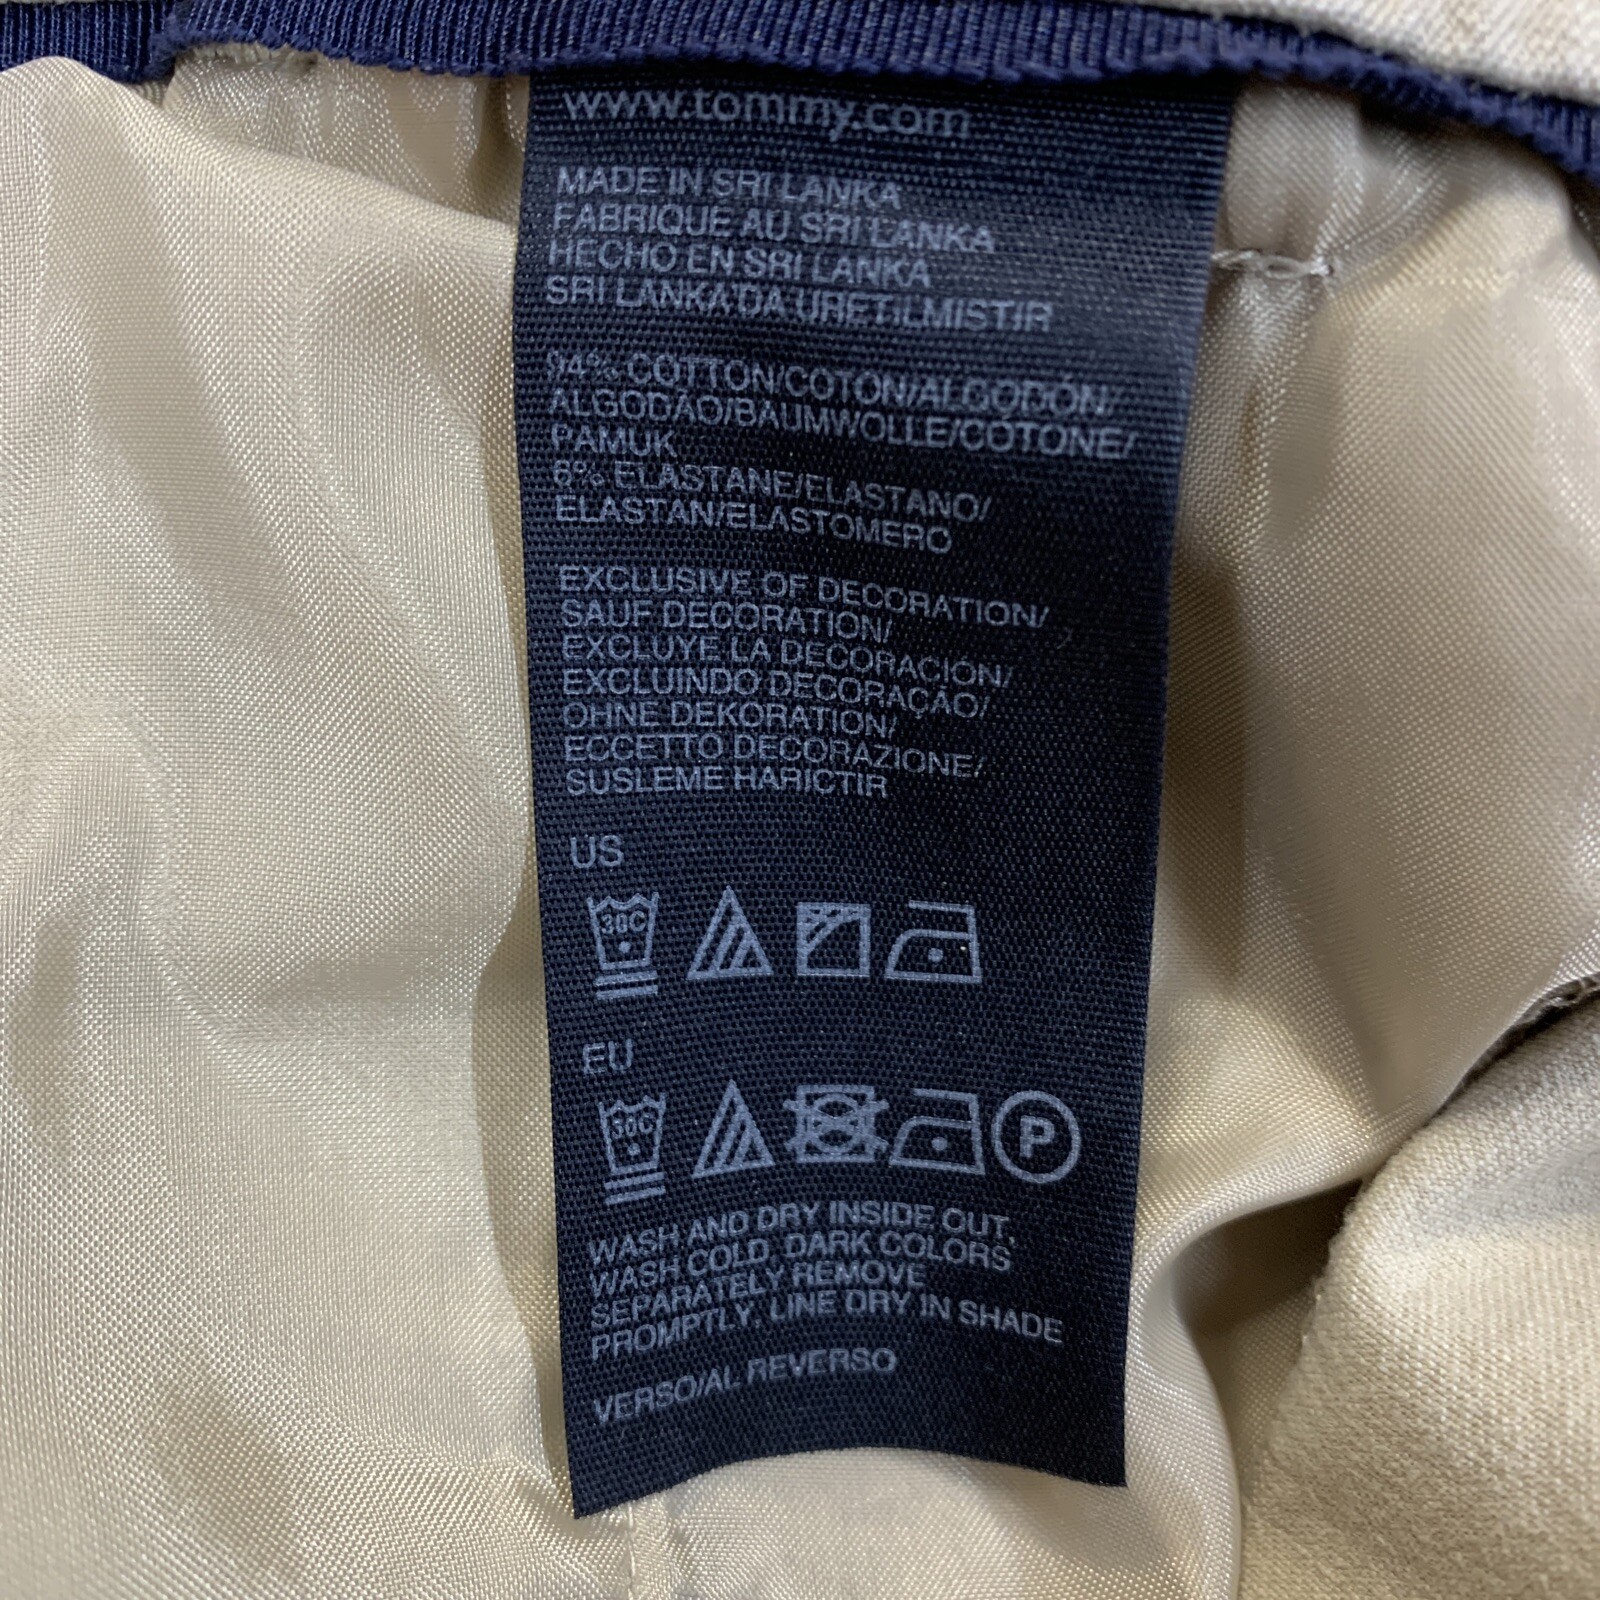 www.tommy.com
MADE IN SRI LANKA
FABRIQUE AU SRI LANKA
HECHO EN SRI LANKA
SRI LANKA'DA URETiLMISTIR
94% COTTON/COTON/ALGODÓN/
ALGODÃO/BAUMWOLLE/COTONE/
PAMUK
6% ELASTANE/ELASTANO/
ELASTAN/ELASTOMERO
EXCLUSIVE OF DECORATION/
SAUF DECORATION/
EXCLUYE LA DECORACIÓN/
EXCLUINDO DECORAÇÃO/
OHNE DEKORATION/
ECCETTO DECORAZIONE/
SUSLEME HARICTIR
US
30C
EU
30C
P
WASH AND DRY INSIDE OUT,
WASH COLD, DARK COLORS
SEPARATELY REMOVE
PROMPTLY, LINE DRY IN SHADE
VERSO/AL REVERSO